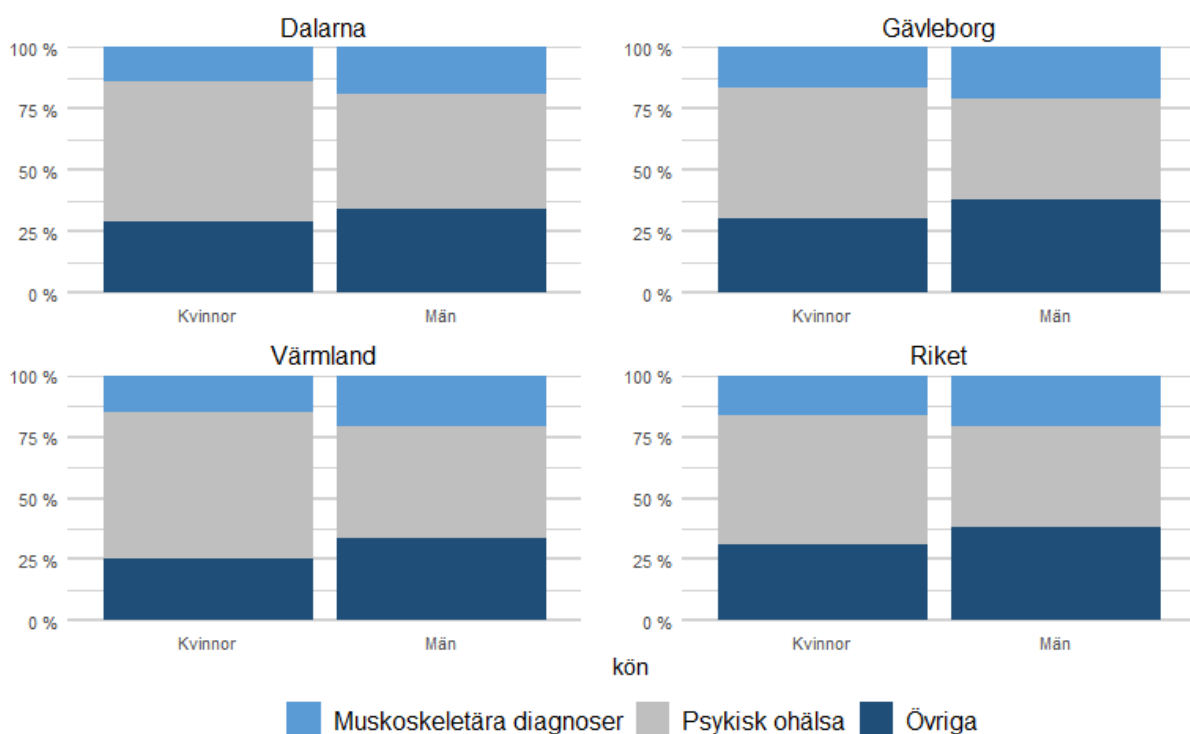 Dalarna
Gävleborg
100 %
75 %
50 %
25 %
0 %
Kvinnor
Män
100 %
75 %
50 %
25 %
0 %
Kvinnor
Män
Värmland
Riket
100 %
75 %
50 %
25 %
0 %
Kvinnor
Män
100 %
75 %
50 %
25 %
0 %
Kvinnor
Män
kön
Muskoskeletära diagnoser Psykisk ohälsa Övriga